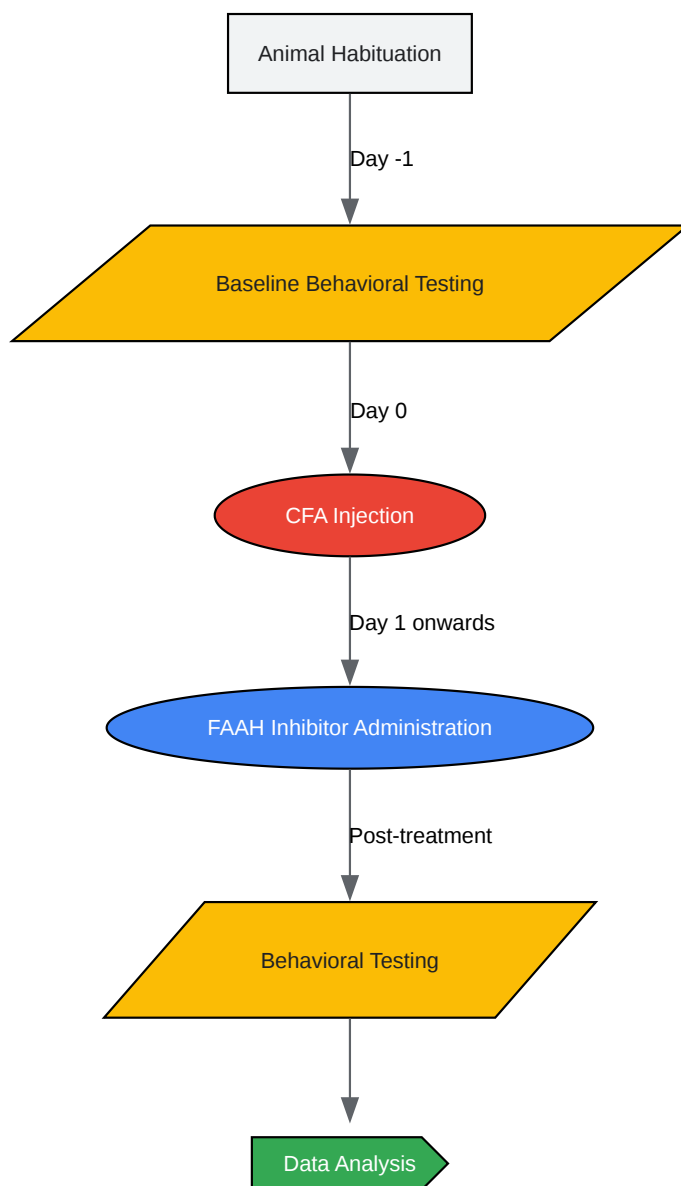 Animal Habituation
Day -1
Baseline Behavioral Testing
Day 0
CFA Injection
Day 1 onwards
FAAH Inhibitor Administration
Post-treatment
Behavioral Testing
Data Analysis